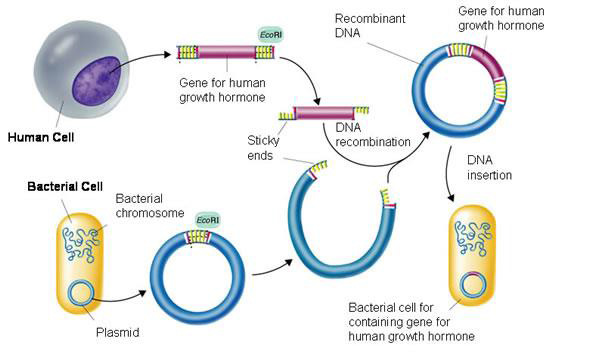 EcoRI
Gene for human
growth hormone
Human Cell
Sticky
ends
DNA
recombination
Recombinant
DNA
Gene for human
growth hormone
DNA
insertion
Bacterial Cell
Bacterial
chromosome
EcoRI
Plasmid
Bacterial cell for
containing gene for
human growth hormone